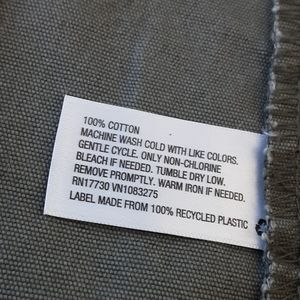 100% COTTON
MACHINE WASH COLD WITH LIKE COLORS.
GENTLE CYCLE. ONLY NON-CHLORINE
BLEACH IF NEEDED. TUMBLE DRY LOW.
REMOVE PROMPTLY. WARM IRON IF NEEDED.
RN17730 VN1083275
LABEL MADE FROM 100% RECYCLED PLASTIC